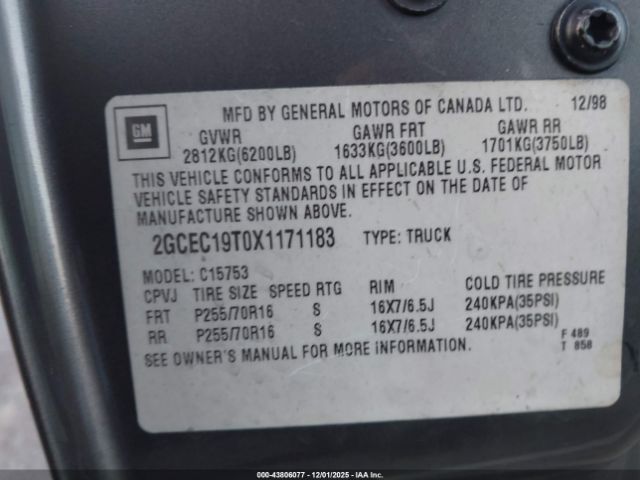 MFD BY GENERAL MOTORS OF CANADA LTD. 12/98
GM
GVWR GAWR FRT GAWR RR
2812KG(6200LB) 1633KG(3600LB) 1701KG(3750LB)
THIS VEHICLE CONFORMS TO ALL APPLICABLE U.S. FEDERAL MOTOR
VEHICLE SAFETY STANDARDS IN EFFECT ON THE DATE OF
MANUFACTURE SHOWN ABOVE.
2GCEC19T0X1171183 TYPE: TRUCK
MODEL: C15753
CPVJ TIRE SIZE SPEED RTG RIM COLD TIRE PRESSURE
FRT P255/70R16 S 16X7/6.5J 240KPA(35PSI)
RR P255/70R16 S 16X7/6.5J 240KPA(35PSI)
SEE OWNER'S MANUAL FOR MORE INFORMATION.
F 489
T 858
000-43806077 - 12/01/2025 - IAAI.com